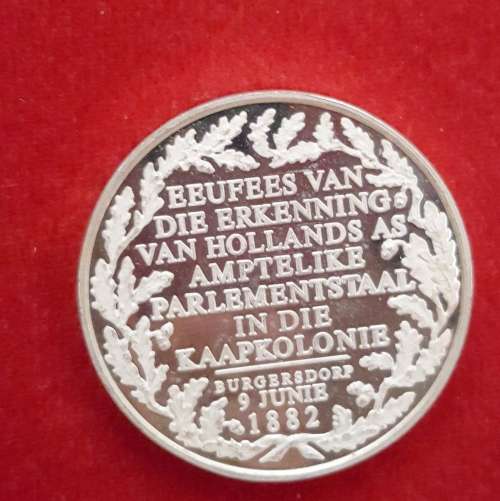 EEUFEES VAN
DIE ERKENNING
VAN HOLLANDS AS
AMPTELIKE
PARLEMENTSTAAL
IN DIE
KAAPKOLONIE
BURGERSDORP
9 JUNIE
1882